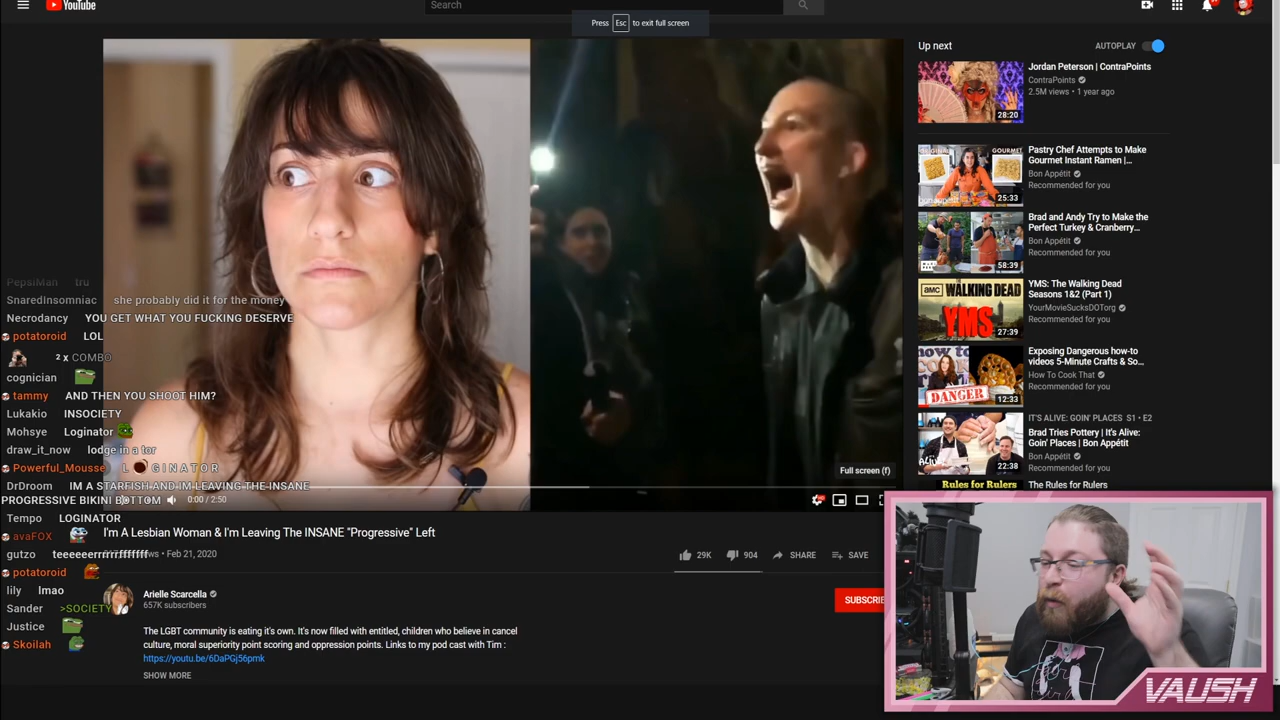 YouTube
Search
Press Esc to exit full screen
Up next
AUTOPLAY
28:20
Jordan Peterson | ContraPoints
ContraPoints
2.5M views • 1 year ago
25:33
Pastry Chef Attempts to Make
Gourmet Instant Ramen |...
Bon Appétit
Recommended for you
58:39
Brad and Andy Try to Make the
Perfect Turkey & Cranberry...
Bon Appétit
Recommended for you
AMC
THE WALKING DEAD
YMS
27:39
YMS: The Walking Dead
Seasons 1&2 (Part 1)
YourMovieSucksDOTorg
Recommended for you
how to
DANGER
12:33
Exposing Dangerous how-to
videos 5-Minute Crafts & So...
How To Cook That
Recommended for you
22:38
IT'S ALIVE: GOIN' PLACES S1 • E2
Brad Tries Pottery | It's Alive:
Goin' Places | Bon Appétit
Bon Appétit
Recommended for you
Rules for Rulers
The Rules for Rulers
PepsiMan tru
SnaredInsomniac she probably did it for the money
Necrodancy YOU GET WHAT YOU FUCKING DESERVE
potatoroid LOL
2 x COMBO
cognician
tammy AND THEN YOU SHOOT HIM?
Lukakio INSOCIETY
Mohsye Loginator
draw_it_now lodge in a tor
Powerful_Mousse L O G I N A T O R
DrDroom IM A STARFISH AND IM LEAVING THE INSANE
PROGRESSIVE BIKINI BOTTOM
Tempo LOGINATOR
avaFOX
gutzo teeeeeerrrrrrffffffff
potatoroid
lily lmao
Sander >SOCIETY
Justice
Skoilah
0:00 / 2:50
Full screen (f)
I'm A Lesbian Woman & I'm Leaving The INSANE "Progressive" Left
ws • Feb 21, 2020
29K
904
SHARE
SAVE
Arielle Scarcella
657K subscribers
SUBSCRIBE
The LGBT community is eating it's own. It's now filled with entitled, children who believe in cancel
culture, moral superiority point scoring and oppression points. Links to my pod cast with Tim :
https://youtu.be/6DaPGj56pmk
SHOW MORE
VAUSH